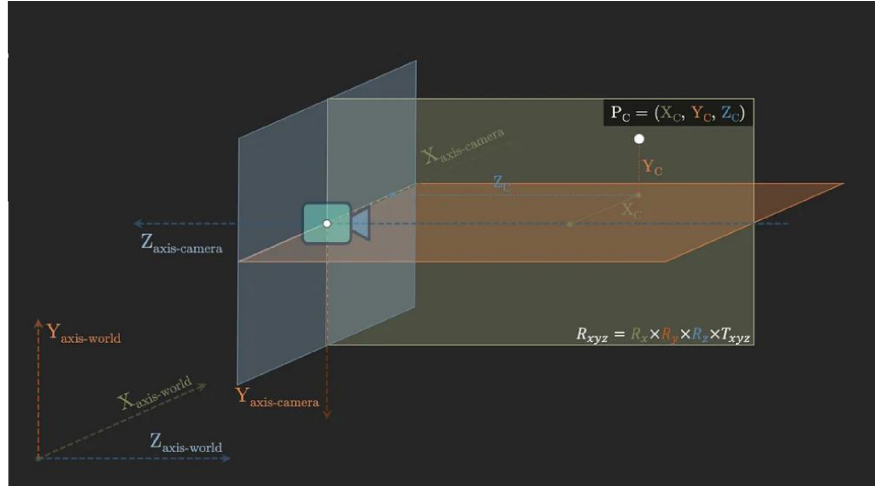 P_C = (X_C, Y_C, Z_C)
X_axis-camera
Y_C
Z_C
X_C
Z_axis-camera
Y_axis-world
R_xyz = R_x×R_y×R_z×T_xyz
X_axis-world
Y_axis-camera
Z_axis-world